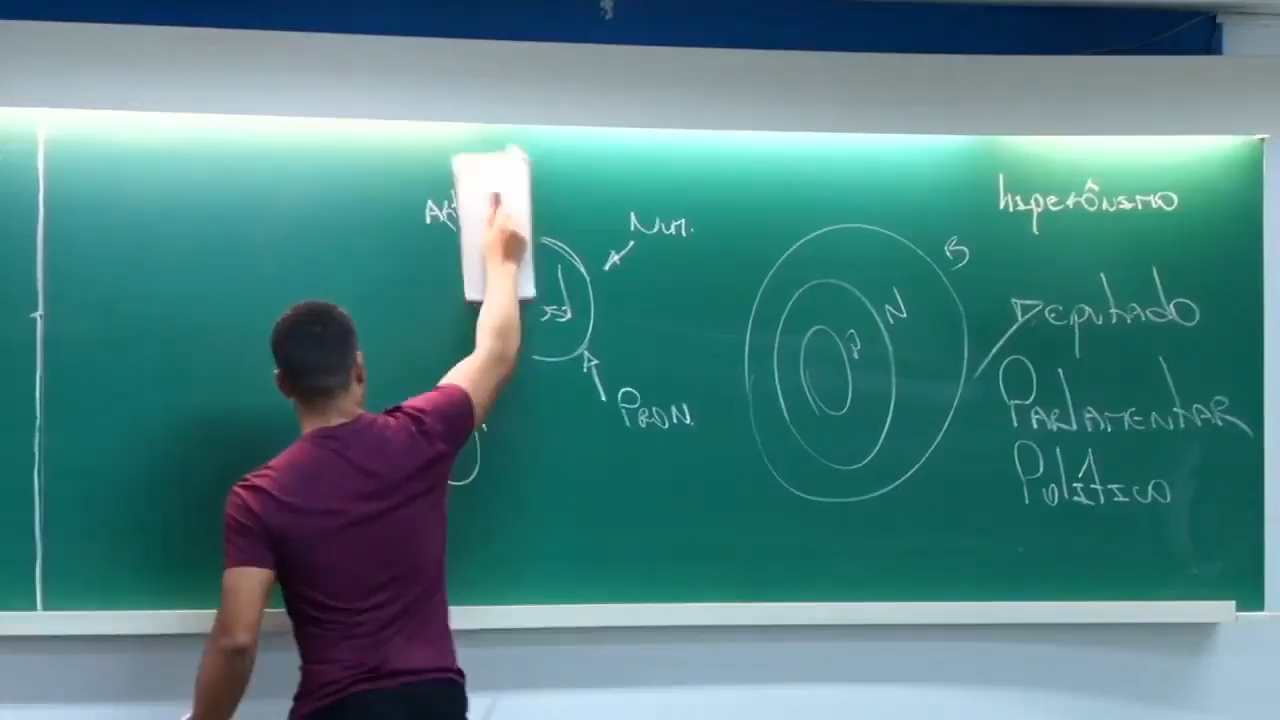 Num.
Pron.
B
N
P
hiperônimo
Deputado
Parlamentar
Político